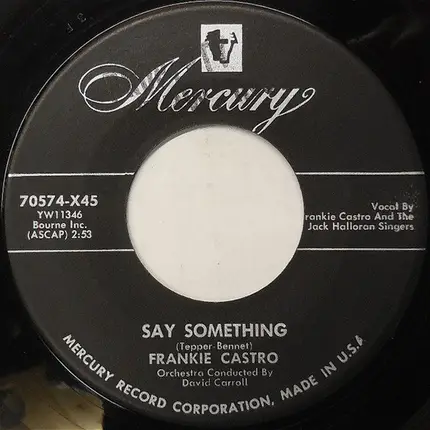 Mercury
70574-X45
YW11346
Bourne Inc.
(ASCAP) 2:53
Vocal By
rankie Castro And The
Jack Halloran Singers
SAY SOMETHING
(Tepper-Bennet)
FRANKIE CASTRO
Orchestra Conducted By
David Carroll
MERCURY RECORD CORPORATION, MADE IN U.S.A